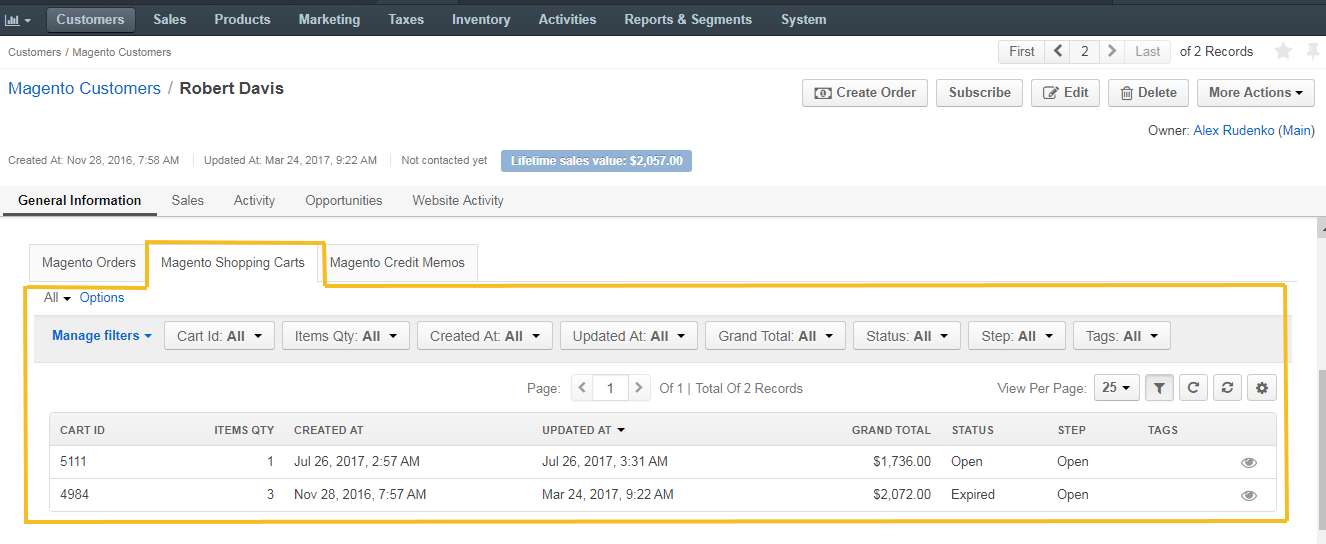 Customers Sales Products Marketing Taxes Inventory Activities Reports & Segments System
Customers / Magento Customers First 2 Last of 2 Records
Magento Customers / Robert Davis Create Order Subscribe Edit Delete More Actions
Owner: Alex Rudenko (Main)
Created At: Nov 28, 2016, 7:58 AM Updated At: Mar 24, 2017, 9:22 AM Not contacted yet Lifetime sales value: $2,057.00
General Information Sales Activity Opportunities Website Activity
Magento Orders Magento Shopping Carts Magento Credit Memos
All Options
Manage filters Cart Id: All Items Qty: All Created At: All Updated At: All Grand Total: All Status: All Step: All Tags: All
Page: 1 Of 1 | Total Of 2 Records View Per Page: 25
CART ID ITEMS QTY CREATED AT UPDATED AT GRAND TOTAL STATUS STEP TAGS
5111 1 Jul 26, 2017, 2:57 AM Jul 26, 2017, 3:31 AM $1,736.00 Open Open
4984 3 Nov 28, 2016, 7:57 AM Mar 24, 2017, 9:22 AM $2,072.00 Expired Open